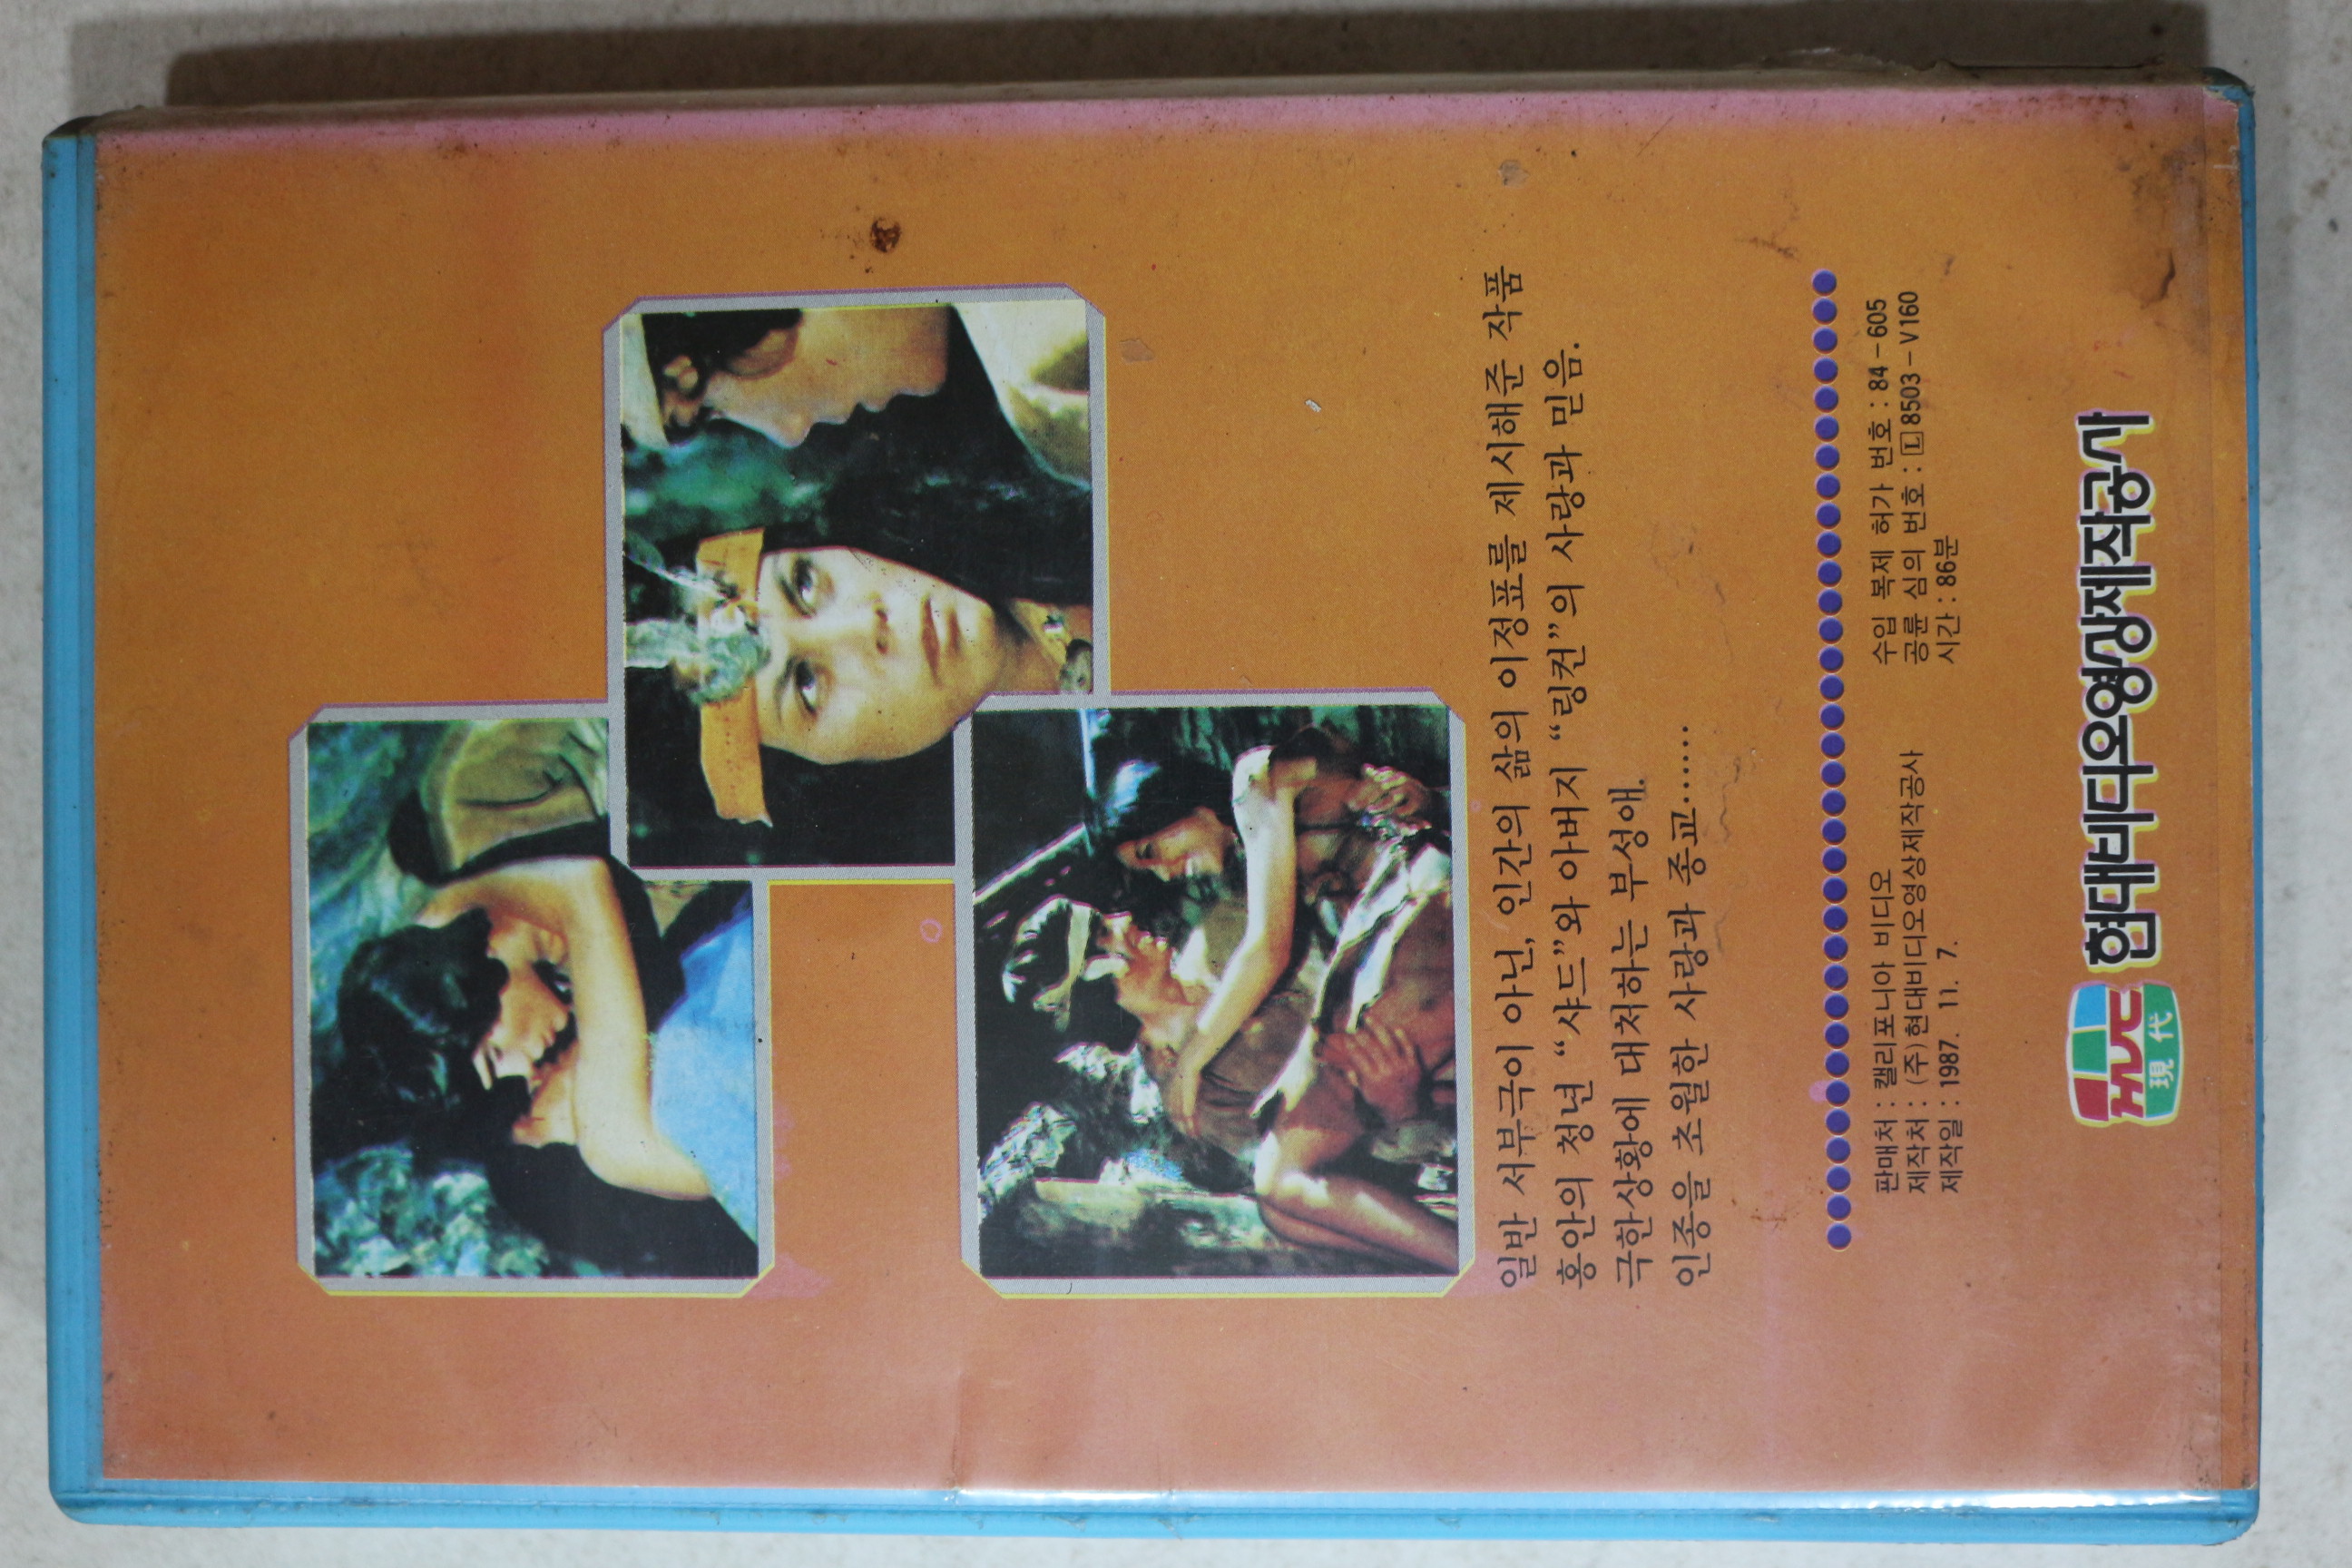 일반 서부극이 아닌, 인간의 삶의 이정표를 제시해준 작품
홍안의 청년 “샤드”와 아버지 “링컨”의 사랑과 믿음.
극한상황에 대처하는 부성애.
인종을 초월한 사랑과 종교……
판매처 : 캘리포니아 비디오
제작처 : (주)현대비디오영상제작공사
제작일 : 1987. 11. 7.
수입 복제 허가 번호 : 84-605
공륜 심의 번호 : L8503-V160
시간 : 86분
現代
현대비디오영상제작공사